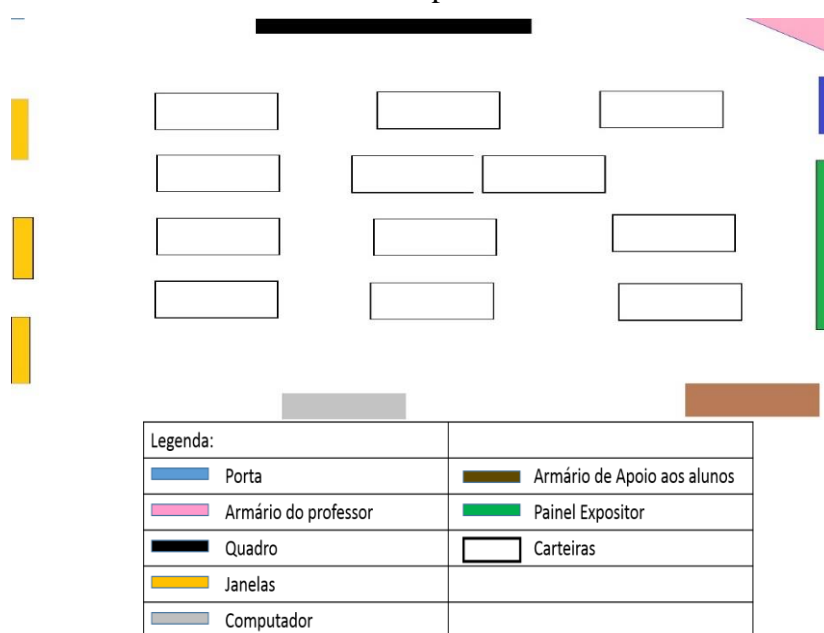 Legenda:
Porta
Armário de Apoio aos alunos
Armário do professor
Painel Expositor
Quadro
Carteiras
Janelas
Computador